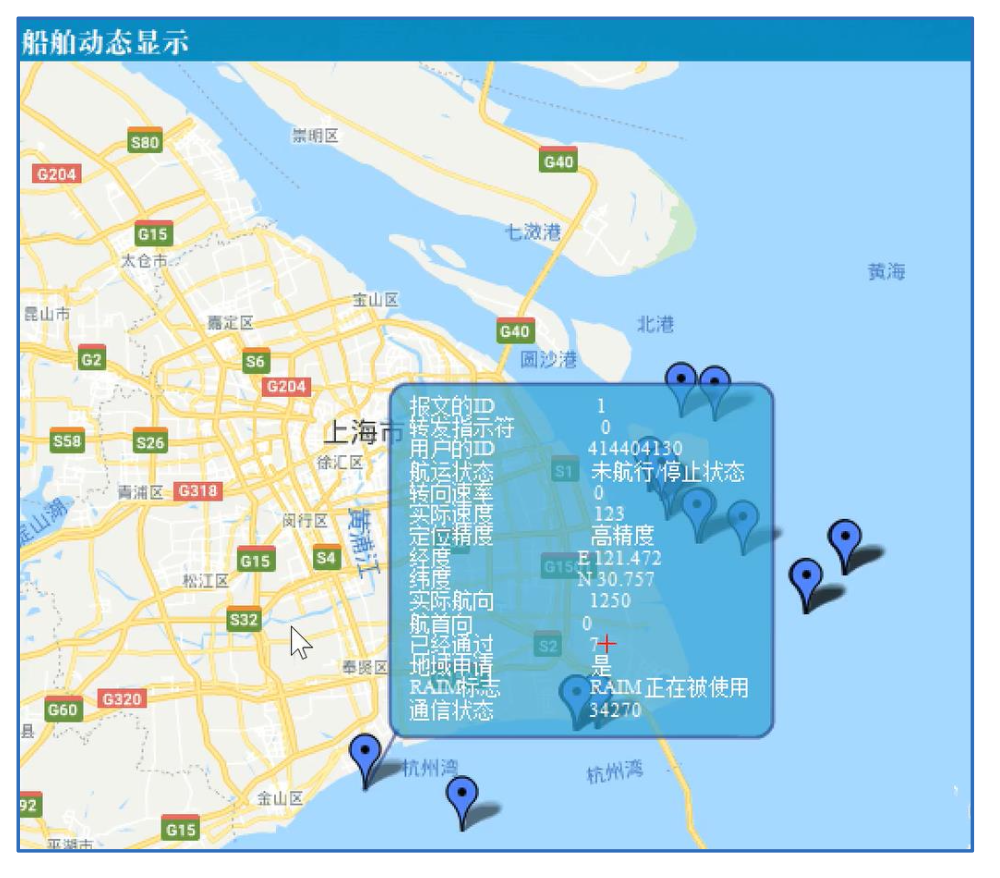 船舶动态显示
崇明区
S80
G40
G204
七滧港
G15
太仓市
黄海
宝山区
昆山市
嘉定区
北港
G40
圆沙港
G2
S6
G204
报文的ID 1
转发指示符 0
上海市
S58
S26
用户的ID 414404130
徐汇区
航运状态 未航行/停止状态
S1
青浦区
G318
转向速率 0
淀山湖
闵行区
黄浦江
实际速度 123
定位精度 高精度
G15
S4
经度 E 121.472
松江区
纬度 N 30.757
实际航向 1250
S32
航首向 0
已经通过 7
S2
奉贤区
地域申请 是
RAIM标志 RAIM 正在被使用
G320
G60
通信状态 34270
县
杭州湾
杭州湾
金山区
92
G15
平湖市